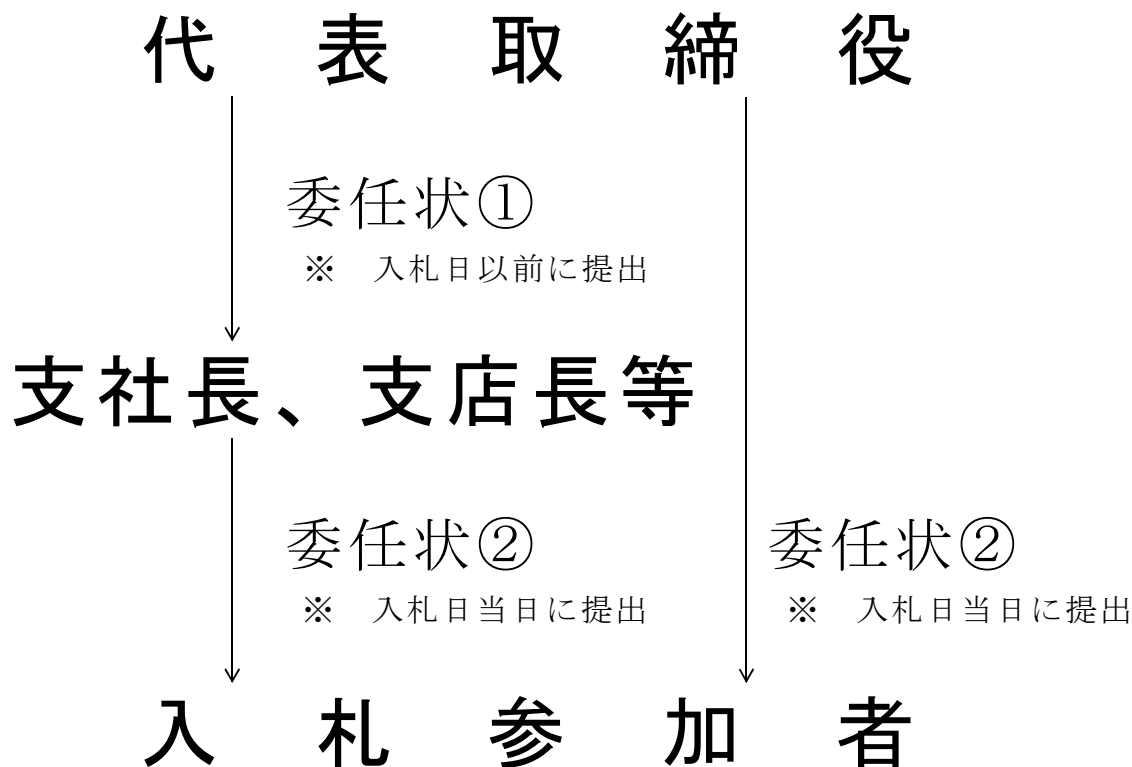 代表取締役
委任状①
※　入札日以前に提出
支社長、支店長等
委任状②
※　入札日当日に提出
委任状②
※　入札日当日に提出
入札参加者